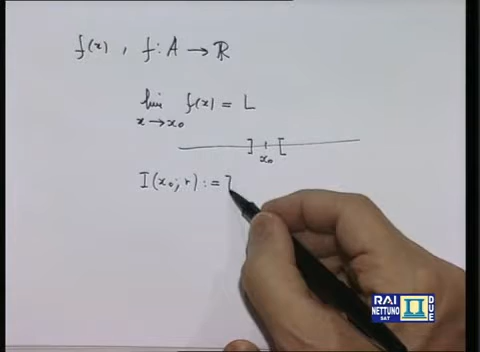 f(x) , f: A → ℝ
lim f(x) = L
x → x₀
] [
x₀
I(x₀; r) := ]
RAI
NETTUNO
SAT
DUE